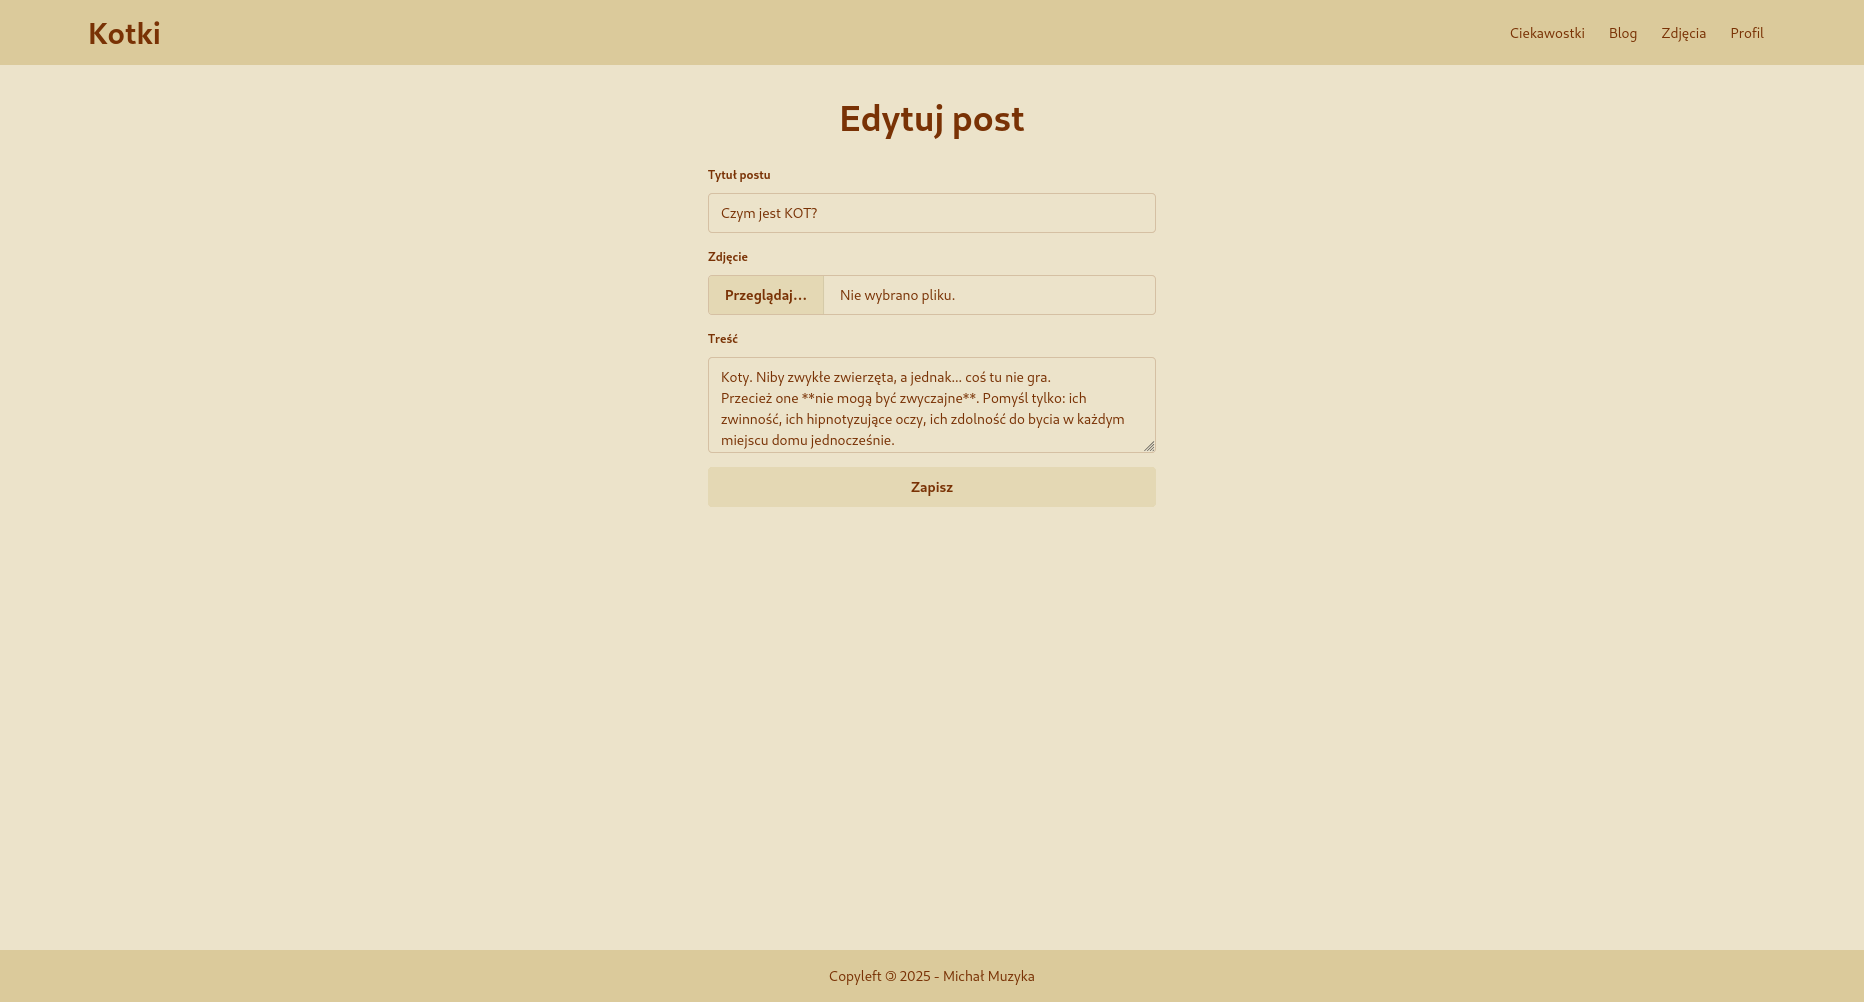 Kotki
Ciekawostki Blog Zdjęcia Profil
Edytuj post
Tytuł postu
Czym jest KOT?
Zdjęcie
Przeglądaj... Nie wybrano pliku.
Treść
Koty. Niby zwykłe zwierzęta, a jednak... coś tu nie gra.
Przecież one **nie mogą być zwyczajne**. Pomyśl tylko: ich
zwinność, ich hipnotyzujące oczy, ich zdolność do bycia w każdym
miejscu domu jednocześnie.
Zapisz
Copyleft 🄯 2025 - Michał Muzyka